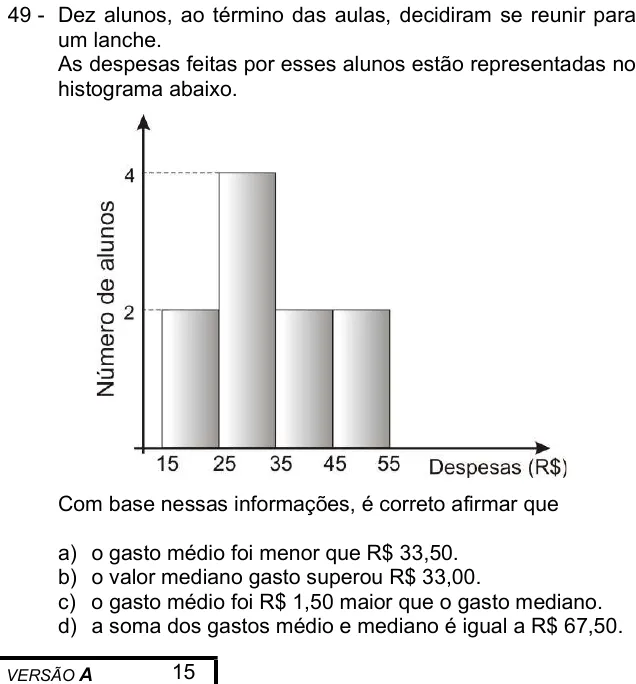 49 - Dez alunos, ao término das aulas, decidiram se reunir para
um lanche.
As despesas feitas por esses alunos estão representadas no
histograma abaixo.
4
Número de alunos
2
15 25 35 45 55 Despesas (R$)
Com base nessas informações, é correto afirmar que
a) o gasto médio foi menor que R$ 33,50.
b) o valor mediano gasto superou R$ 33,00.
c) o gasto médio foi R$ 1,50 maior que o gasto mediano.
d) a soma dos gastos médio e mediano é igual a R$ 67,50.
VERSÃO A 15